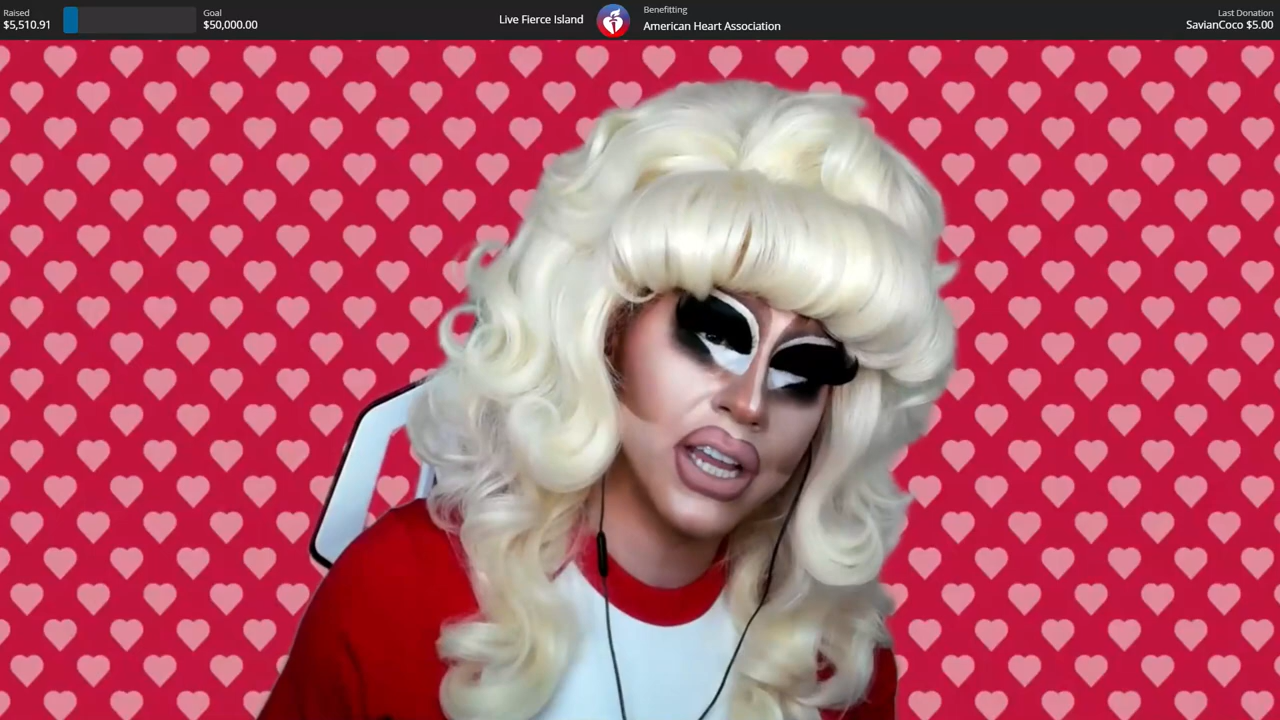 Raised
$5,510.91
Goal
$50,000.00
Live Fierce Island
Benefitting
American Heart Association
Last Donation
SavianCoco $5.00